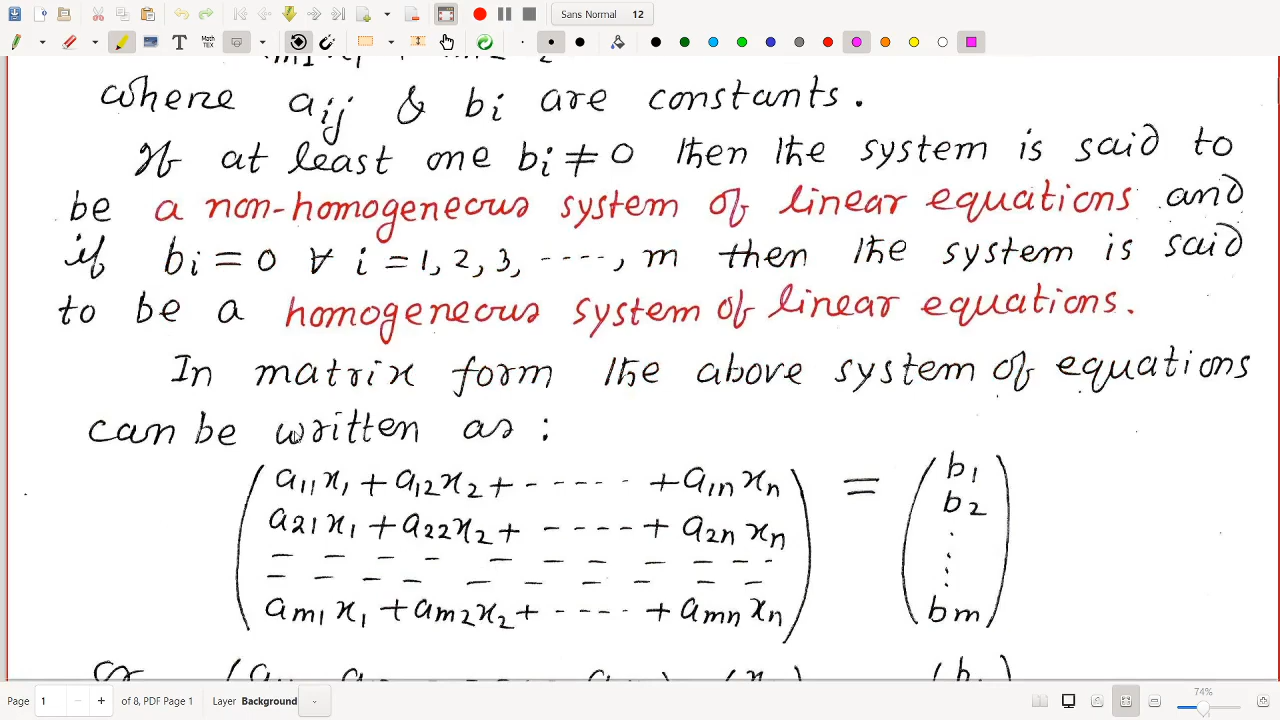 Sans Normal 12
where aij & bi are constants.
If at least one bi ≠ 0 then the system is said to
be a non-homogeneous system of linear equations and
if bi = 0 ∀ i = 1, 2, 3, ----, m then the system is said
to be a homogeneous system of linear equations.
In matrix form the above system of equations
can be written as :
a11x1 + a12x2 + ----- + a1nxn = b1
a21x1 + a22x2 + ---- + a2nxn b2
am1x1 + am2x2 + ---- + amnxn bm
Page 1 of 8, PDF Page 1 Layer Background 74%